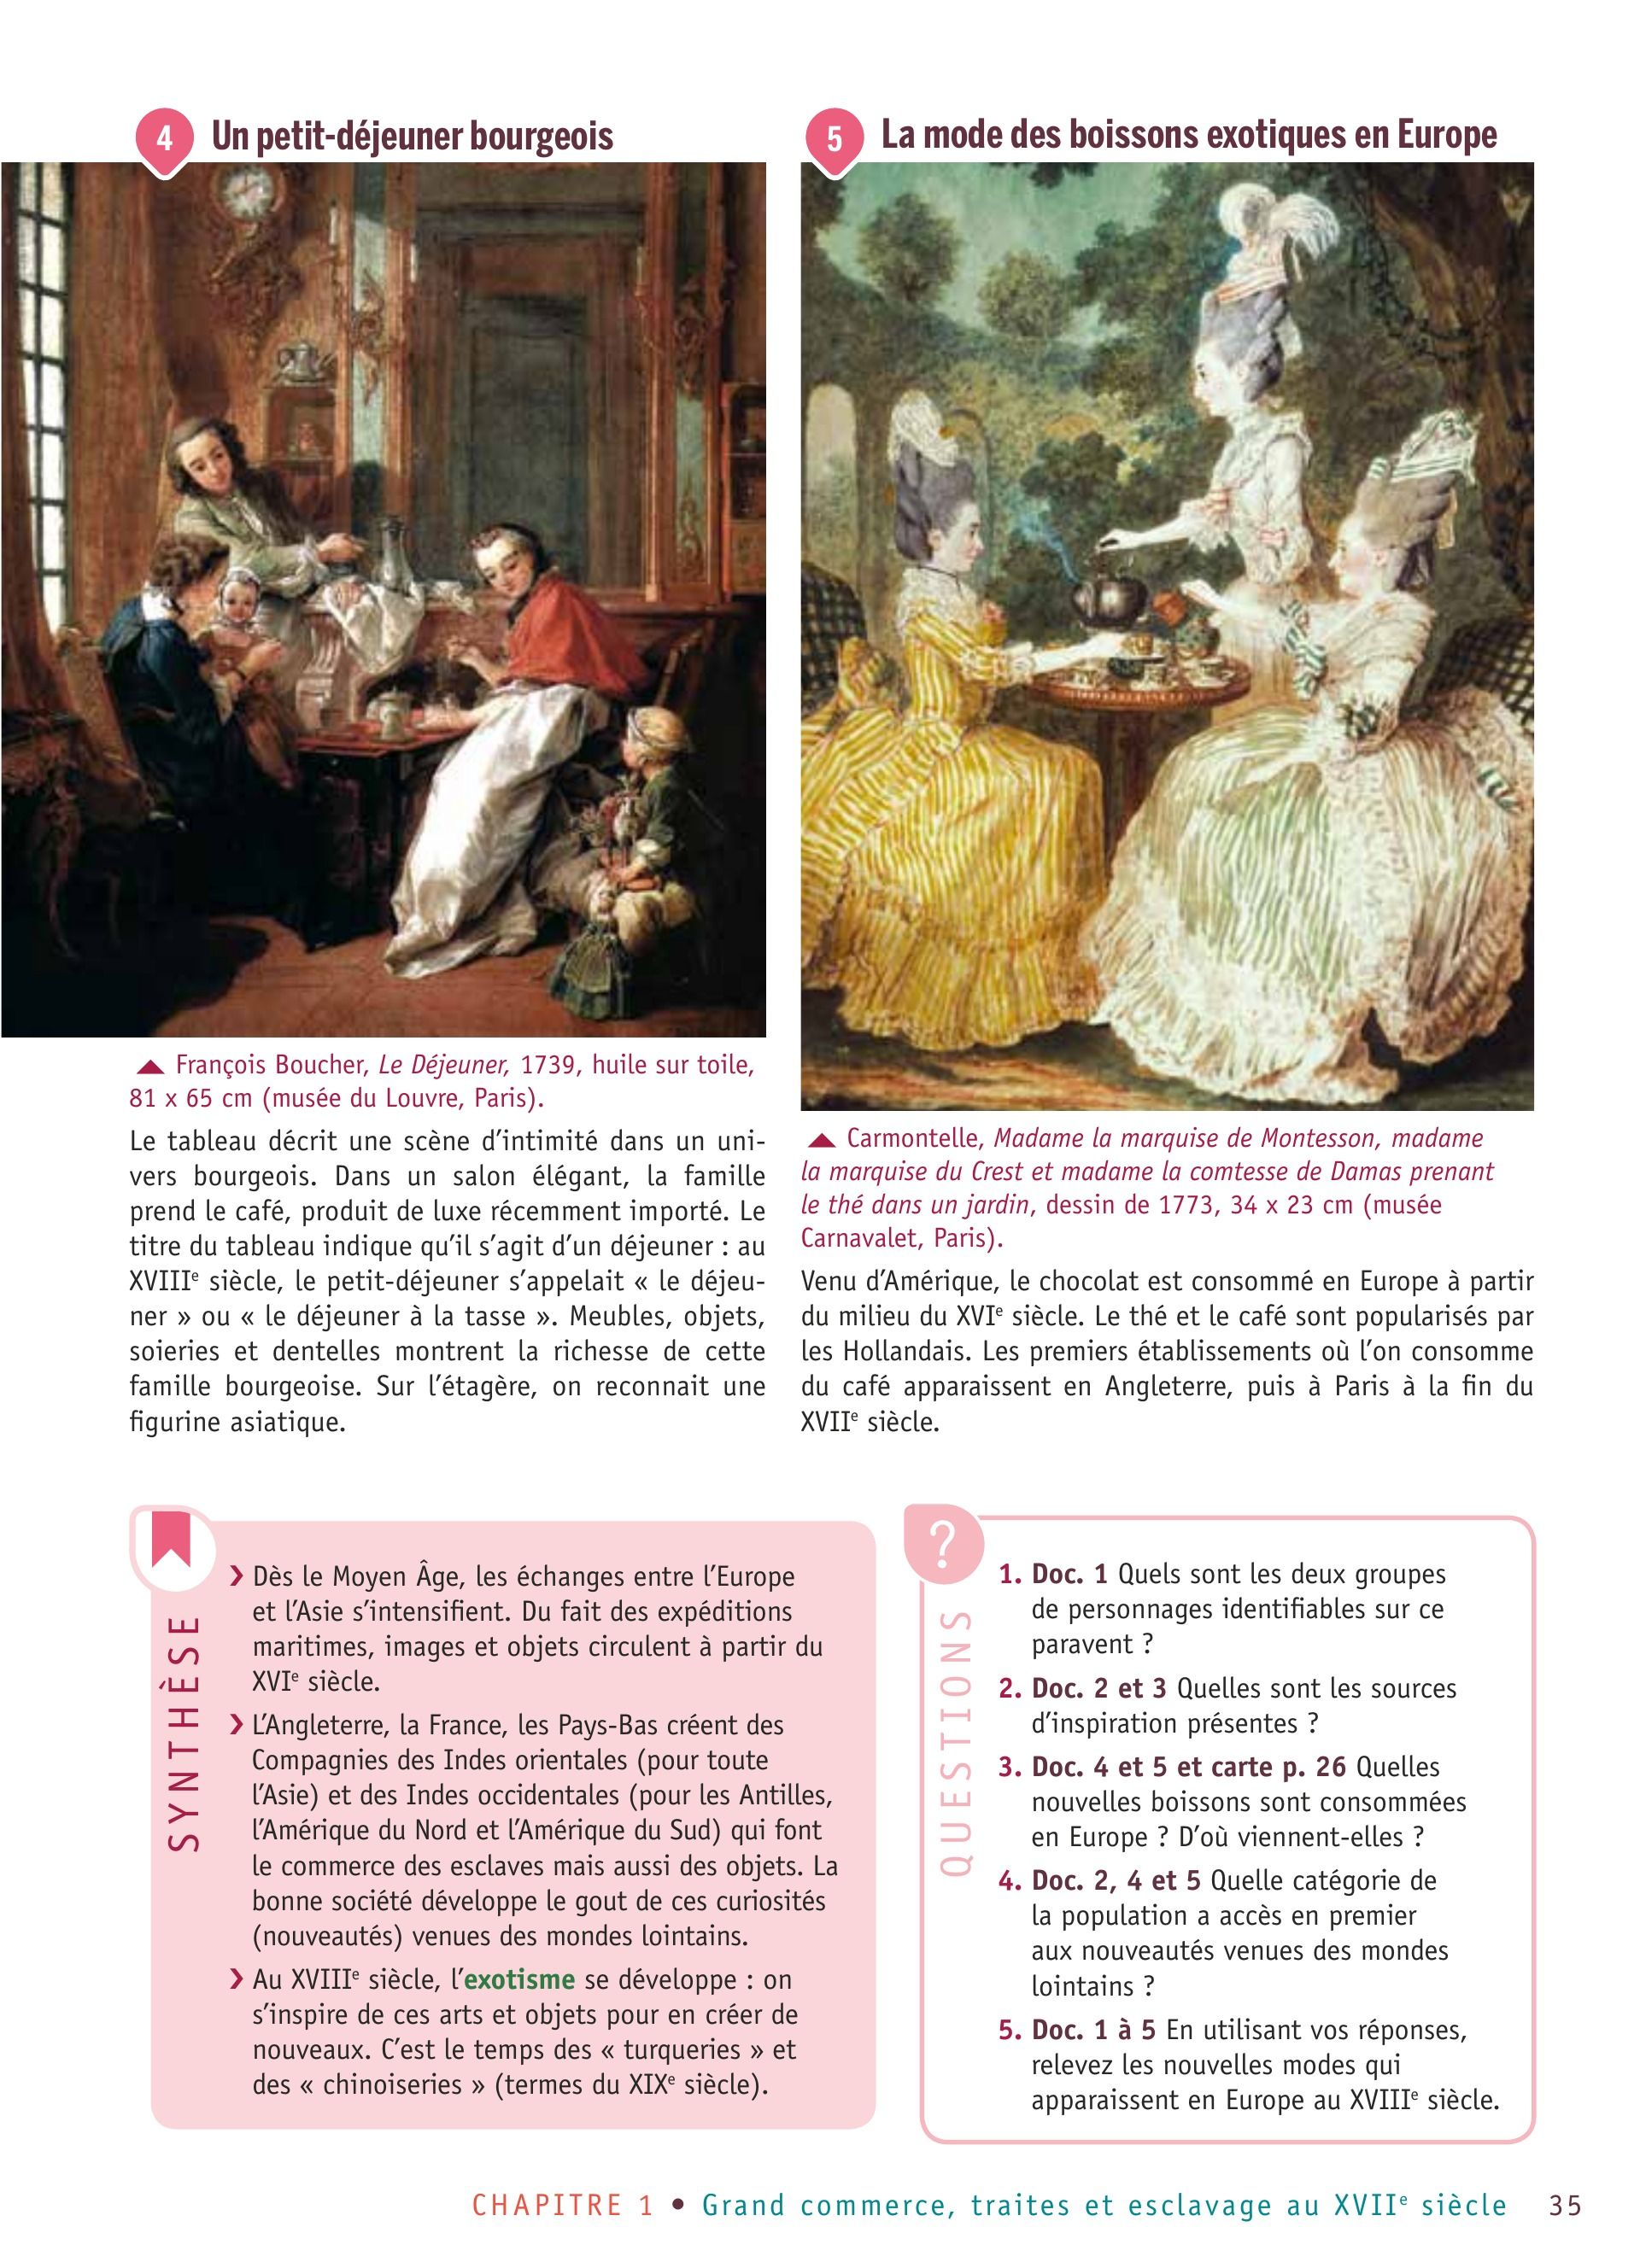 4 Un petit-déjeuner bourgeois
François Boucher, Le Déjeuner, 1739, huile sur toile,
81 x 65 cm (musée du Louvre, Paris).
Le tableau décrit une scène d’intimité dans un uni-
vers bourgeois. Dans un salon élégant, la famille
prend le café, produit de luxe récemment importé. Le
titre du tableau indique qu’il s’agit d’un déjeuner : au
XVIIIe siècle, le petit-déjeuner s’appelait « le déjeu-
ner » ou « le déjeuner à la tasse ». Meubles, objets,
soieries et dentelles montrent la richesse de cette
famille bourgeoise. Sur l’étagère, on reconnait une
figurine asiatique.
5 La mode des boissons exotiques en Europe
Carmontelle, Madame la marquise de Montesson, madame
la marquise du Crest et madame la comtesse de Damas prenant
le thé dans un jardin, dessin de 1773, 34 x 23 cm (musée
Carnavalet, Paris).
Venu d’Amérique, le chocolat est consommé en Europe à partir
du milieu du XVIe siècle. Le thé et le café sont popularisés par
les Hollandais. Les premiers établissements où l’on consomme
du café apparaissent en Angleterre, puis à Paris à la fin du
XVIIe siècle.
SYNTHÈSE
› Dès le Moyen Âge, les échanges entre l’Europe
et l’Asie s’intensifient. Du fait des expéditions
maritimes, images et objets circulent à partir du
XVIe siècle.
› L’Angleterre, la France, les Pays-Bas créent des
Compagnies des Indes orientales (pour toute
l’Asie) et des Indes occidentales (pour les Antilles,
l’Amérique du Nord et l’Amérique du Sud) qui font
le commerce des esclaves mais aussi des objets. La
bonne société développe le gout de ces curiosités
(nouveautés) venues des mondes lointains.
› Au XVIIIe siècle, l’exotisme se développe : on
s’inspire de ces arts et objets pour en créer de
nouveaux. C’est le temps des « turqueries » et
des « chinoiseries » (termes du XIXe siècle).
?
QUESTIONS
1. Doc. 1 Quels sont les deux groupes
de personnages identifiables sur ce
paravent ?
2. Doc. 2 et 3 Quelles sont les sources
d’inspiration présentes ?
3. Doc. 4 et 5 et carte p. 26 Quelles
nouvelles boissons sont consommées
en Europe ? D’où viennent-elles ?
4. Doc. 2, 4 et 5 Quelle catégorie de
la population a accès en premier
aux nouveautés venues des mondes
lointains ?
5. Doc. 1 à 5 En utilisant vos réponses,
relevez les nouvelles modes qui
apparaissent en Europe au XVIIIe siècle.
CHAPITRE 1 • Grand commerce, traites et esclavage au XVIIe siècle 35